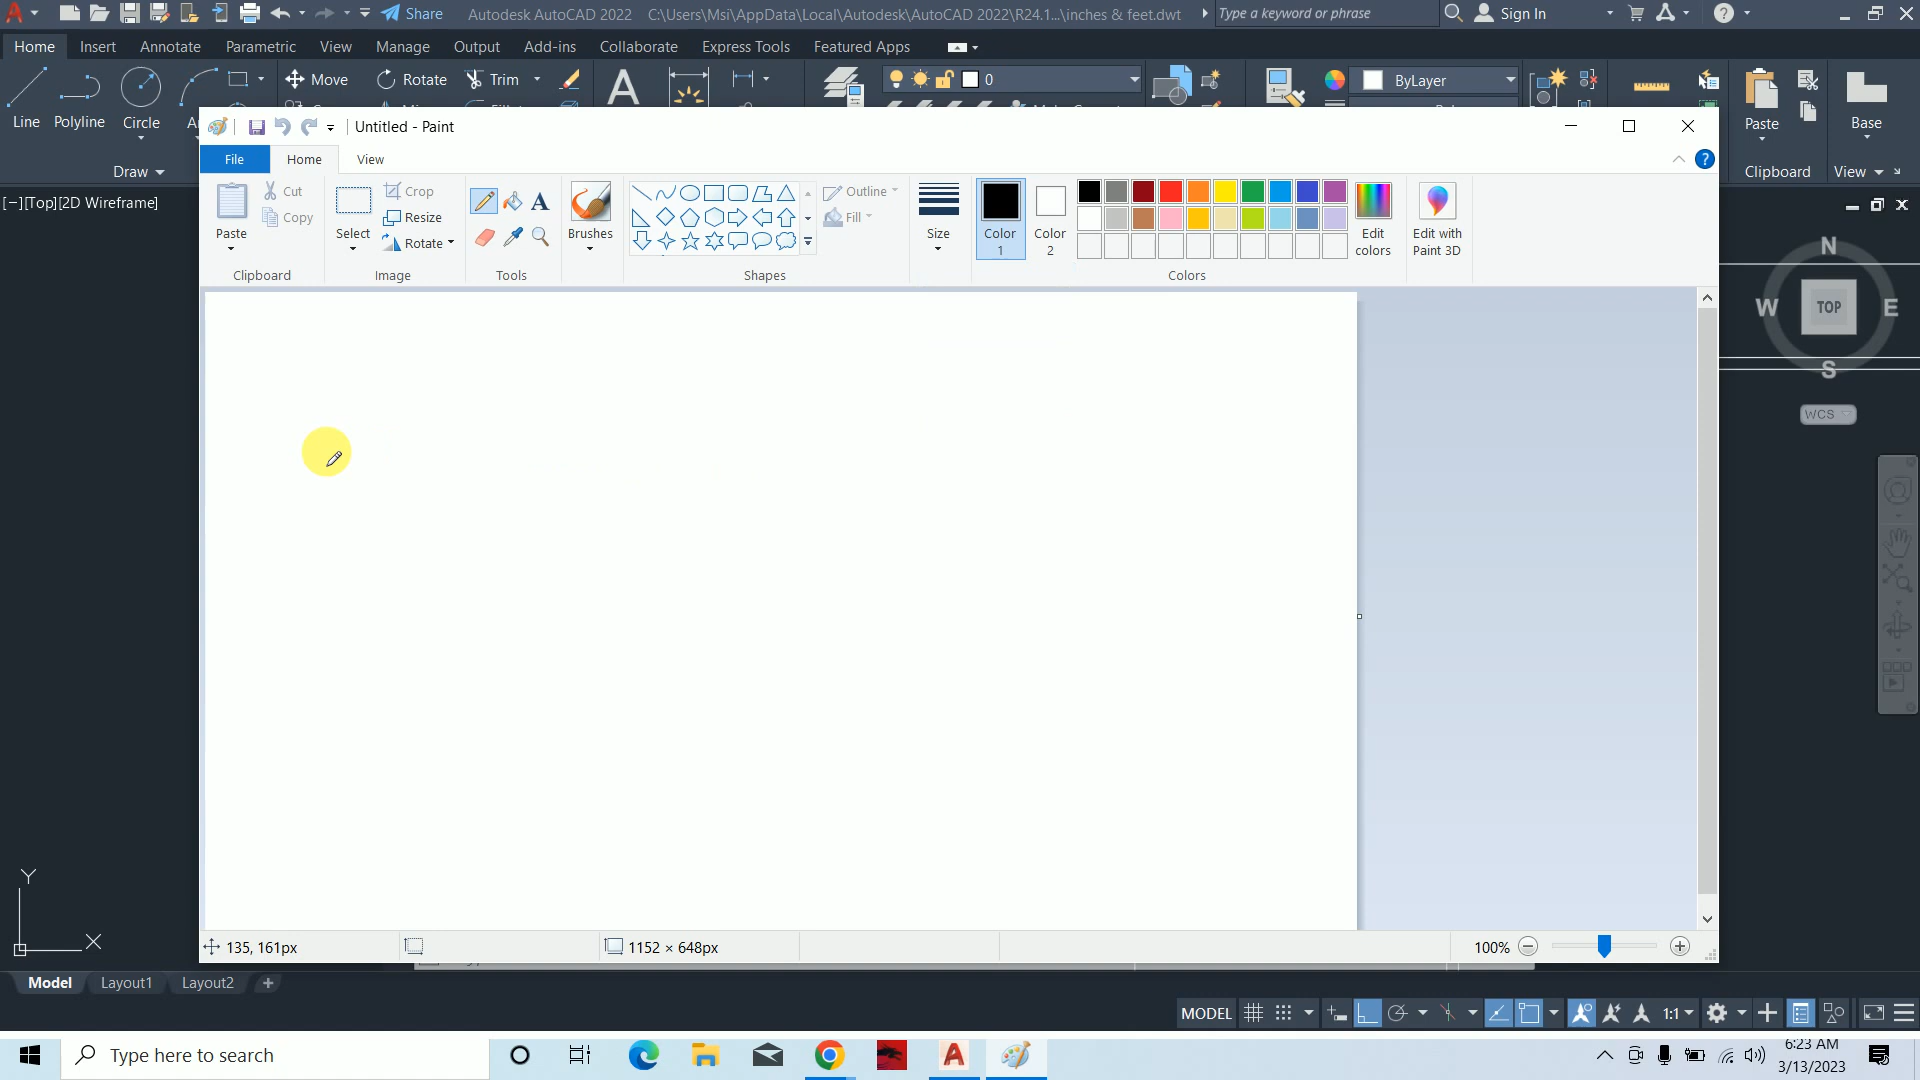 Share Autodesk AutoCAD 2022 C:\Users\Msi\AppData\Local\Autodesk\AutoCAD 2022\R24.1...\inches & feet.dwt Type a keyword or phrase Sign In
Home Insert Annotate Parametric View Manage Output Add-ins Collaborate Express Tools Featured Apps
Move Rotate Trim 0 ByLayer
Line Polyline Circle Paste Base
Draw Clipboard View
[−][Top][2D Wireframe]
Untitled - Paint
File Home View
Cut Crop Outline
Copy Resize Fill
Paste Select Rotate Brushes Size Color 1 Color 2 Edit colors Edit with Paint 3D
Clipboard Image Tools Shapes Colors
N
W TOP E
S
WCS
Y
X
135, 161px 1152 × 648px 100%
Model Layout1 Layout2
MODEL 1:1
Type here to search 6:23 AM
3/13/2023